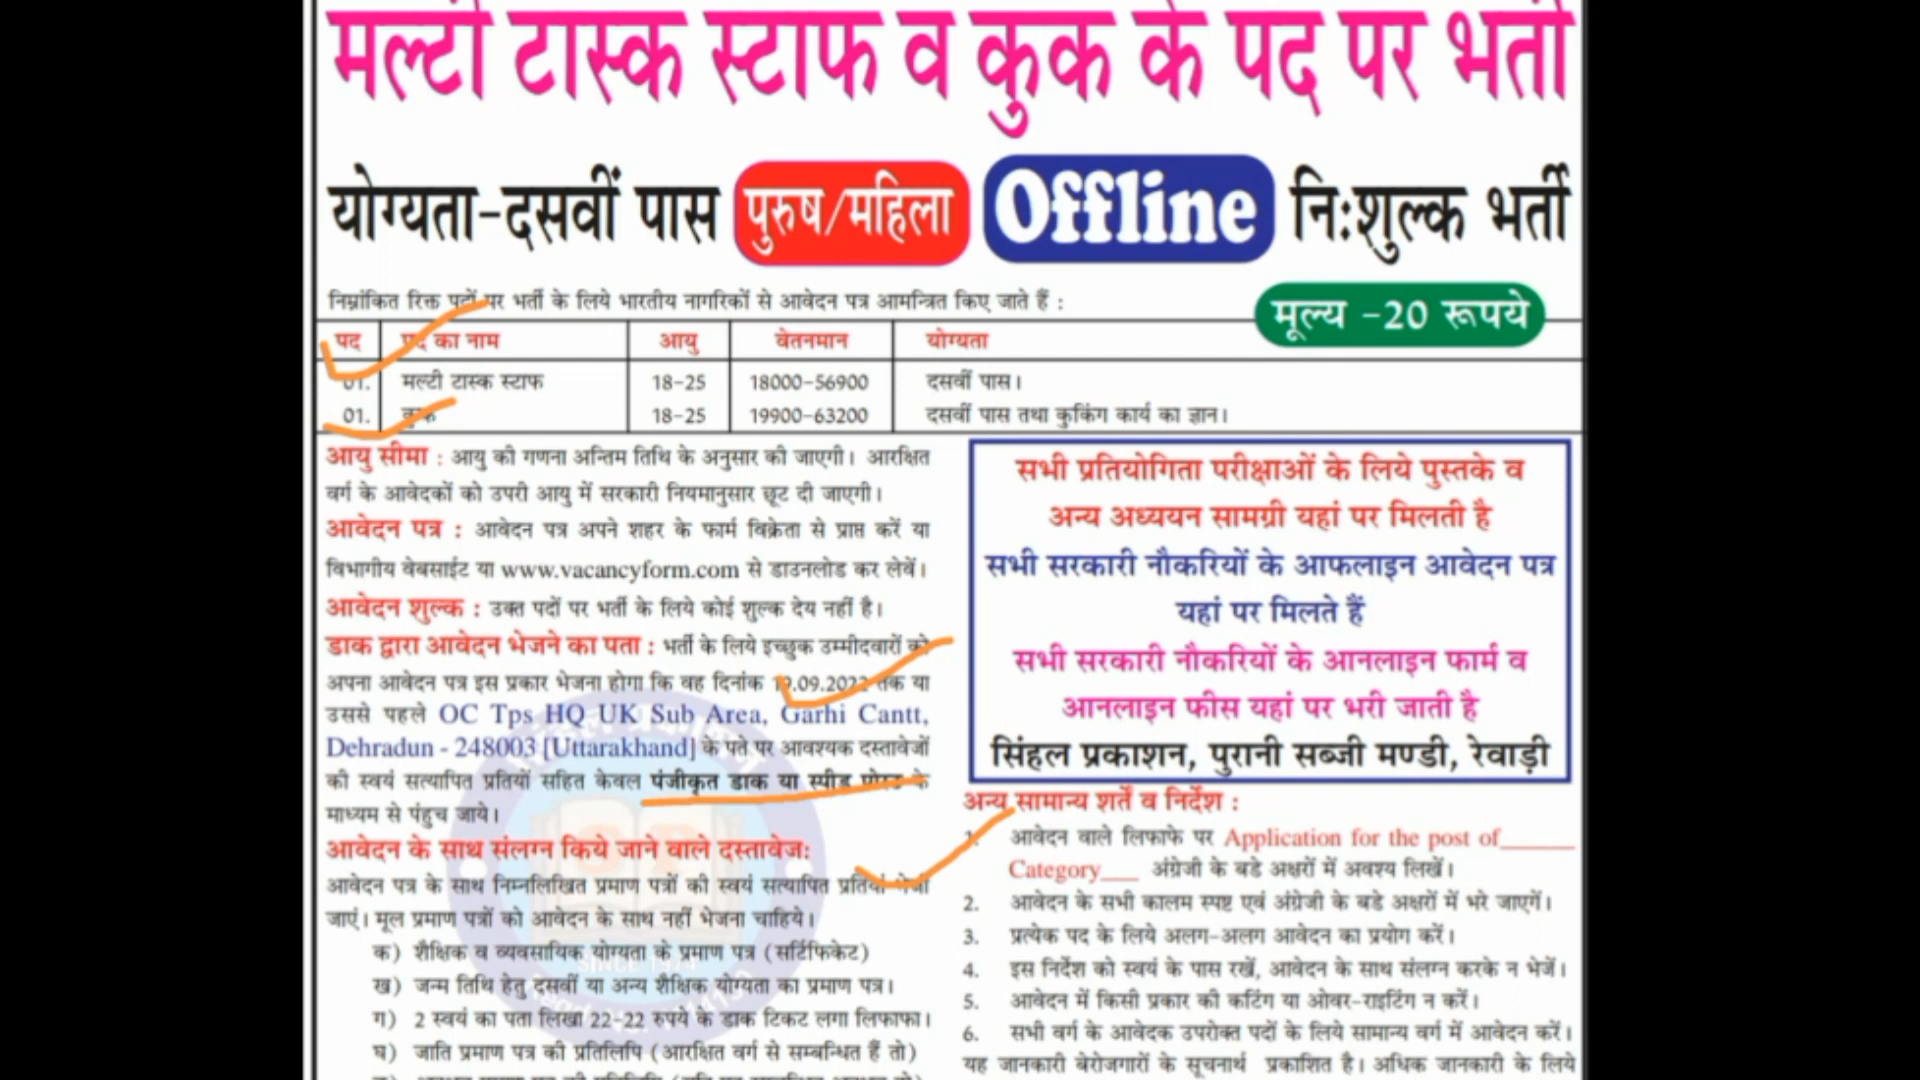 मल्टी टास्क स्टाफ व कुक के पद पर भर्ती
योग्यता-दसवीं पास पुरुष/महिला Offline नि:शुल्क भर्ती
निम्नांकित रिक्त पदों पर भर्ती के लिये भारतीय नागरिकों से आवेदन पत्र आमन्त्रित किए जाते हैं :
मूल्य -20 रूपये
पद पद का नाम आयु वेतनमान योग्यता
01. मल्टी टास्क स्टाफ 18-25 18000-56900 दसवीं पास।
01. कुक 18-25 19900-63200 दसवीं पास तथा कुकिंग कार्य का ज्ञान।
आयु सीमा : आयु की गणना अन्तिम तिथि के अनुसार की जाएगी। आरक्षित
वर्ग के आवेदकों को उपरी आयु में सरकारी नियमानुसार छूट दी जाएगी।
आवेदन पत्र : आवेदन पत्र अपने शहर के फार्म विक्रेता से प्राप्त करें या
विभागीय वेबसाईट या www.vacancyform.com से डाउनलोड कर लेवें।
आवेदन शुल्क : उक्त पदों पर भर्ती के लिये कोई शुल्क देय नहीं है।
डाक द्वारा आवेदन भेजने का पता : भर्ती के लिये इच्छुक उम्मीदवारों को
अपना आवेदन पत्र इस प्रकार भेजना होगा कि वह दिनांक तक या
उससे पहले OC Tps HQ UK Sub Area, Garhi Cantt,
Dehradun - 248003 [Uttarakhand] के पते पर आवश्यक दस्तावेजों
की स्वयं सत्यापित प्रतियों सहित केवल पंजीकृत डाक या स्पीड पोस्ट के
माध्यम से पंहुच जाये।
आवेदन के साथ संलग्न किये जाने वाले दस्तावेज:
आवेदन पत्र के साथ निम्नलिखित प्रमाण पत्रों की स्वयं सत्यापित प्रतियां भेजी
जाएं। मूल प्रमाण पत्रों को आवेदन के साथ नहीं भेजना चाहिये।
क) शैक्षिक व व्यवसायिक योग्यता के प्रमाण पत्र (सर्टिफिकेट)
ख) जन्म तिथि हेतु दसवीं या अन्य शैक्षिक योग्यता का प्रमाण पत्र।
ग) 2 स्वयं का पता लिखा 22-22 रुपये के डाक टिकट लगा लिफाफा।
घ) जाति प्रमाण पत्र की प्रतिलिपि (आरक्षित वर्ग से सम्बन्धित हैं तो)
सभी प्रतियोगिता परीक्षाओं के लिये पुस्तके व
अन्य अध्ययन सामग्री यहां पर मिलती है
सभी सरकारी नौकरियों के आफलाइन आवेदन पत्र
यहां पर मिलते हैं
सभी सरकारी नौकरियों के आनलाइन फार्म व
आनलाइन फीस यहां पर भरी जाती है
सिंहल प्रकाशन, पुरानी सब्जी मण्डी, रेवाड़ी
अन्य सामान्य शर्तें व निर्देश :
1. आवेदन वाले लिफाफे पर Application for the post of______
Category___ अंग्रेजी के बडे अक्षरों में अवश्य लिखें।
2. आवेदन के सभी कालम स्पष्ट एवं अंग्रेजी के बडे अक्षरों में भरे जाएगें।
3. प्रत्येक पद के लिये अलग-अलग आवेदन का प्रयोग करें।
4. इस निर्देश को स्वयं के पास रखें, आवेदन के साथ संलग्न करके न भेजें।
5. आवेदन में किसी प्रकार की कटिंग या ओवर-राइटिंग न करें।
6. सभी वर्ग के आवेदक उपरोक्त पदों के लिये सामान्य वर्ग में आवेदन करें।
यह जानकारी बेरोजगारों के सूचनार्थ प्रकाशित है। अधिक जानकारी के लिये